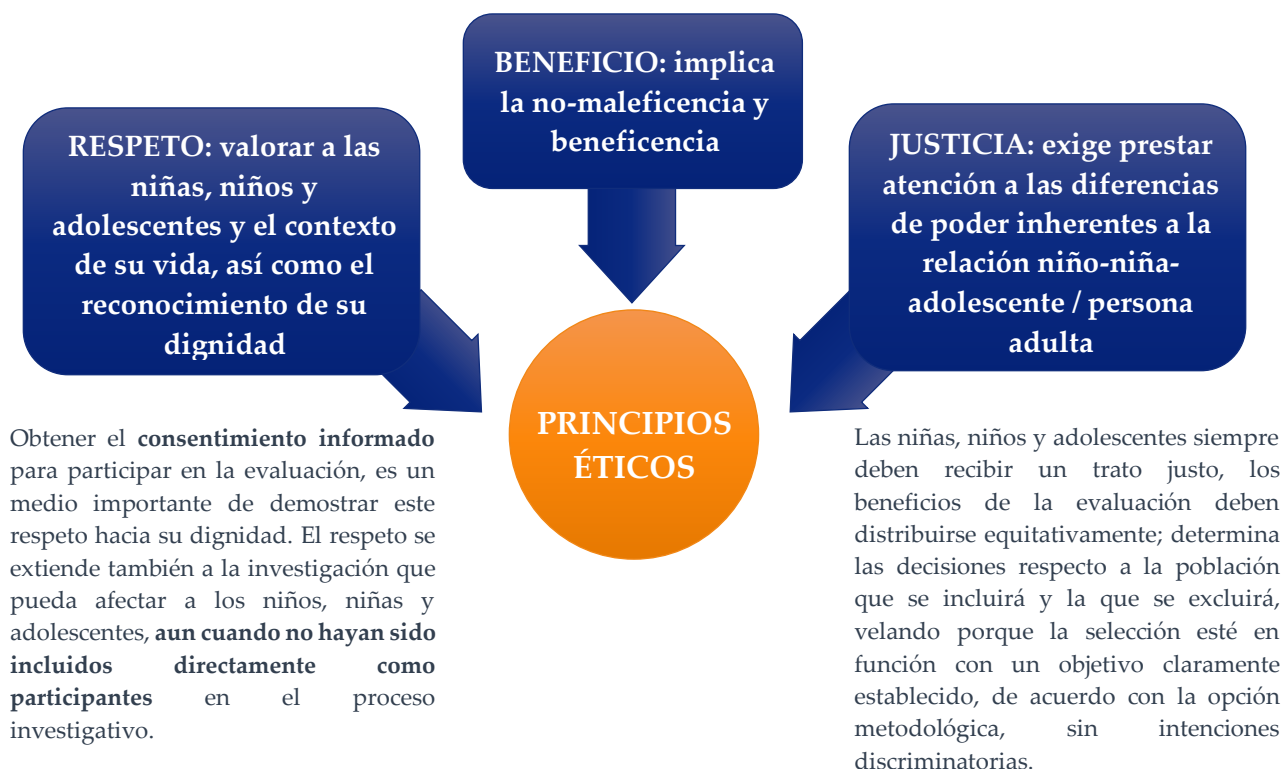 BENEFICIO: implica
la no-maleficencia y
beneficencia
RESPETO: valorar a las
niñas, niños y
adolescentes y el contexto
de su vida, así como el
reconocimiento de su
dignidad
JUSTICIA: exige prestar
atención a las diferencias
de poder inherentes a la
relación niño-niña-
adolescente / persona
adulta
PRINCIPIOS
ÉTICOS
Obtener el consentimiento informado
para participar en la evaluación, es un
medio importante de demostrar este
respeto hacia su dignidad. El respeto se
extiende también a la investigación que
pueda afectar a los niños, niñas y
adolescentes, aun cuando no hayan sido
incluidos directamente como
participantes en el proceso
investigativo.
Las niñas, niños y adolescentes siempre
deben recibir un trato justo, los
beneficios de la evaluación deben
distribuirse equitativamente; determina
las decisiones respecto a la población
que se incluirá y la que se excluirá,
velando porque la selección esté en
función con un objetivo claramente
establecido, de acuerdo con la opción
metodológica, sin intenciones
discriminatorias.